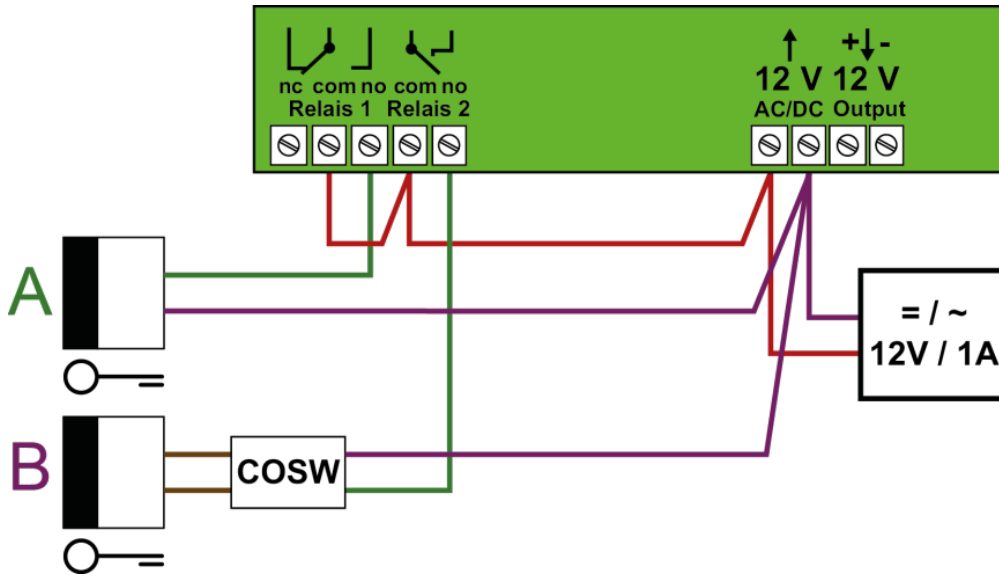 nc com no com no
Relais 1 Relais 2
+ -
12 V 12 V
AC/DC Output
A
= / ~
12V / 1A
B
COSW